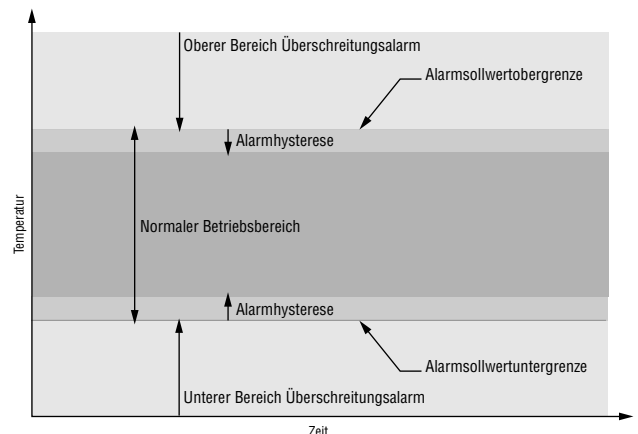 Oberer Bereich Überschreitungsalarm
Alarmsollwertobergrenze
Alarmhysterese
Temperatur
Normaler Betriebsbereich
Alarmhysterese
Alarmsollwertuntergrenze
Unterer Bereich Überschreitungsalarm
Zeit